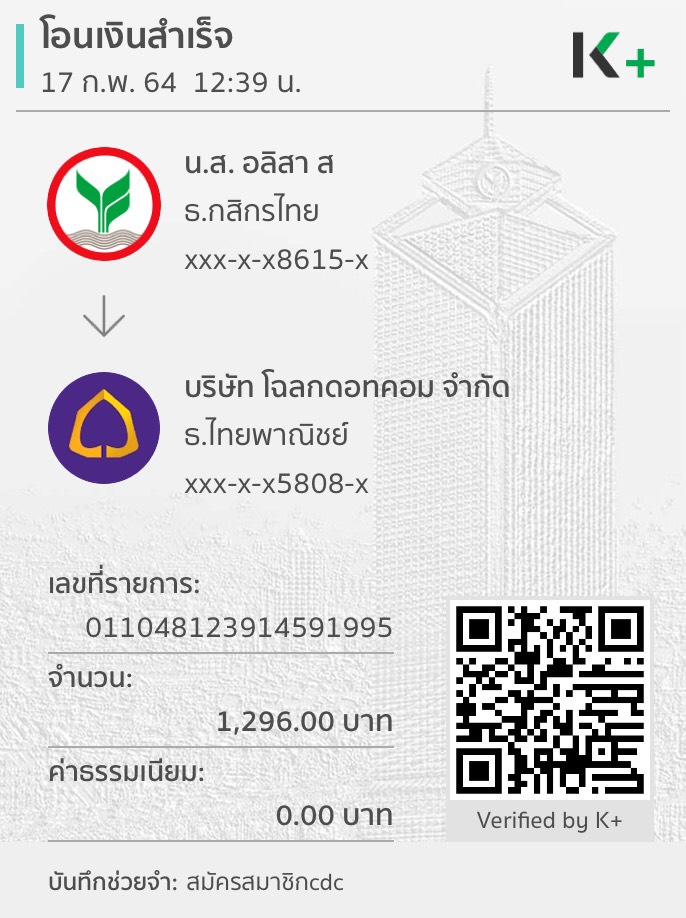 โอนเงินสำเร็จ
17 ก.พ. 64 12:39 น.
K+
น.ส. อลิสา ส
ธ.กสิกรไทย
xxx-x-x8615-x
บริษัท โฉลกดอทคอม จำกัด
ธ.ไทยพาณิชย์
xxx-x-x5808-x
เลขที่รายการ:
011048123914591995
จำนวน:
1,296.00 บาท
ค่าธรรมเนียม:
0.00 บาท
Verified by K+
บันทึกช่วยจำ: สมัครสมาชิกcdc